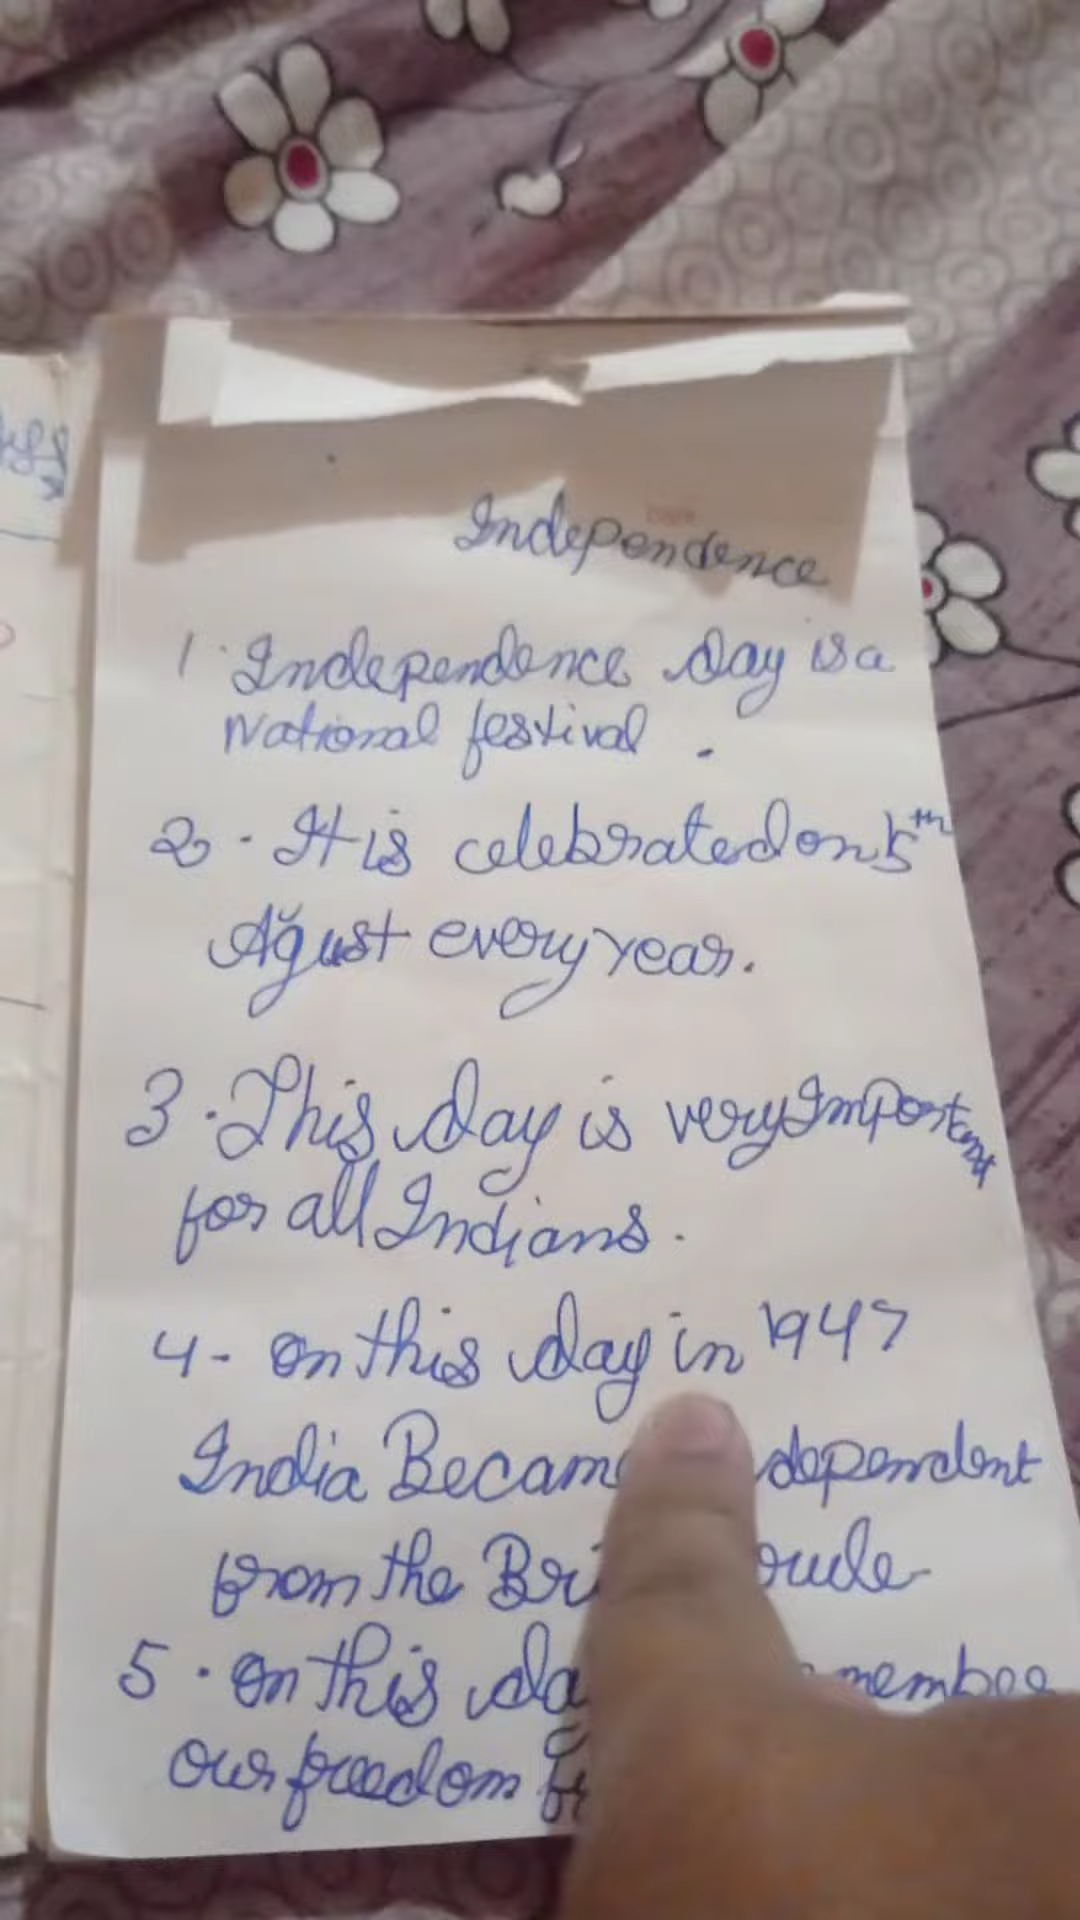 Independence
1. Independence day is a
National festival.
2. It is celebrated on 15th
Agust every year.
3. This day is very Important
for all Indians.
4- on this day in 1947
India Became dependent
from the Bri rule
5. on this da member
our freedom